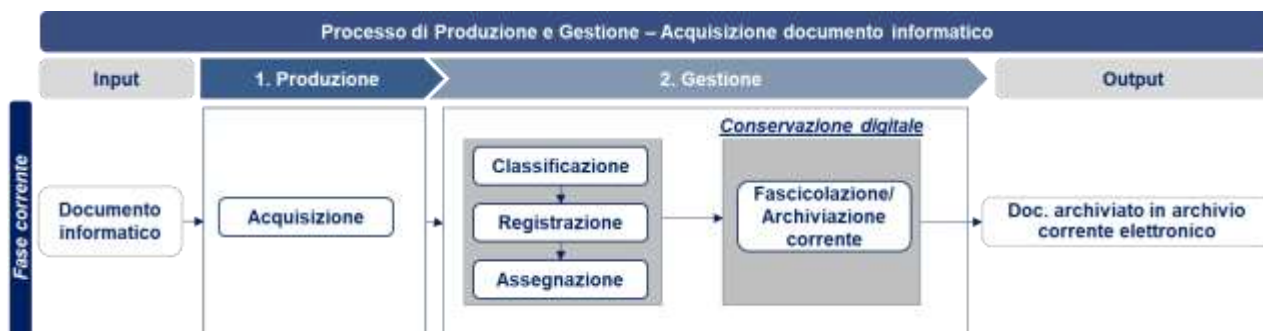 Processo di Produzione e Gestione – Acquisizione documento informatico
Input
1. Produzione
2. Gestione
Output
Fase corrente
Documento
informatico
Acquisizione
Classificazione
Registrazione
Assegnazione
Conservazione digitale
Fascicolazione/
Archiviazione
corrente
Doc. archiviato in archivio
corrente elettronico